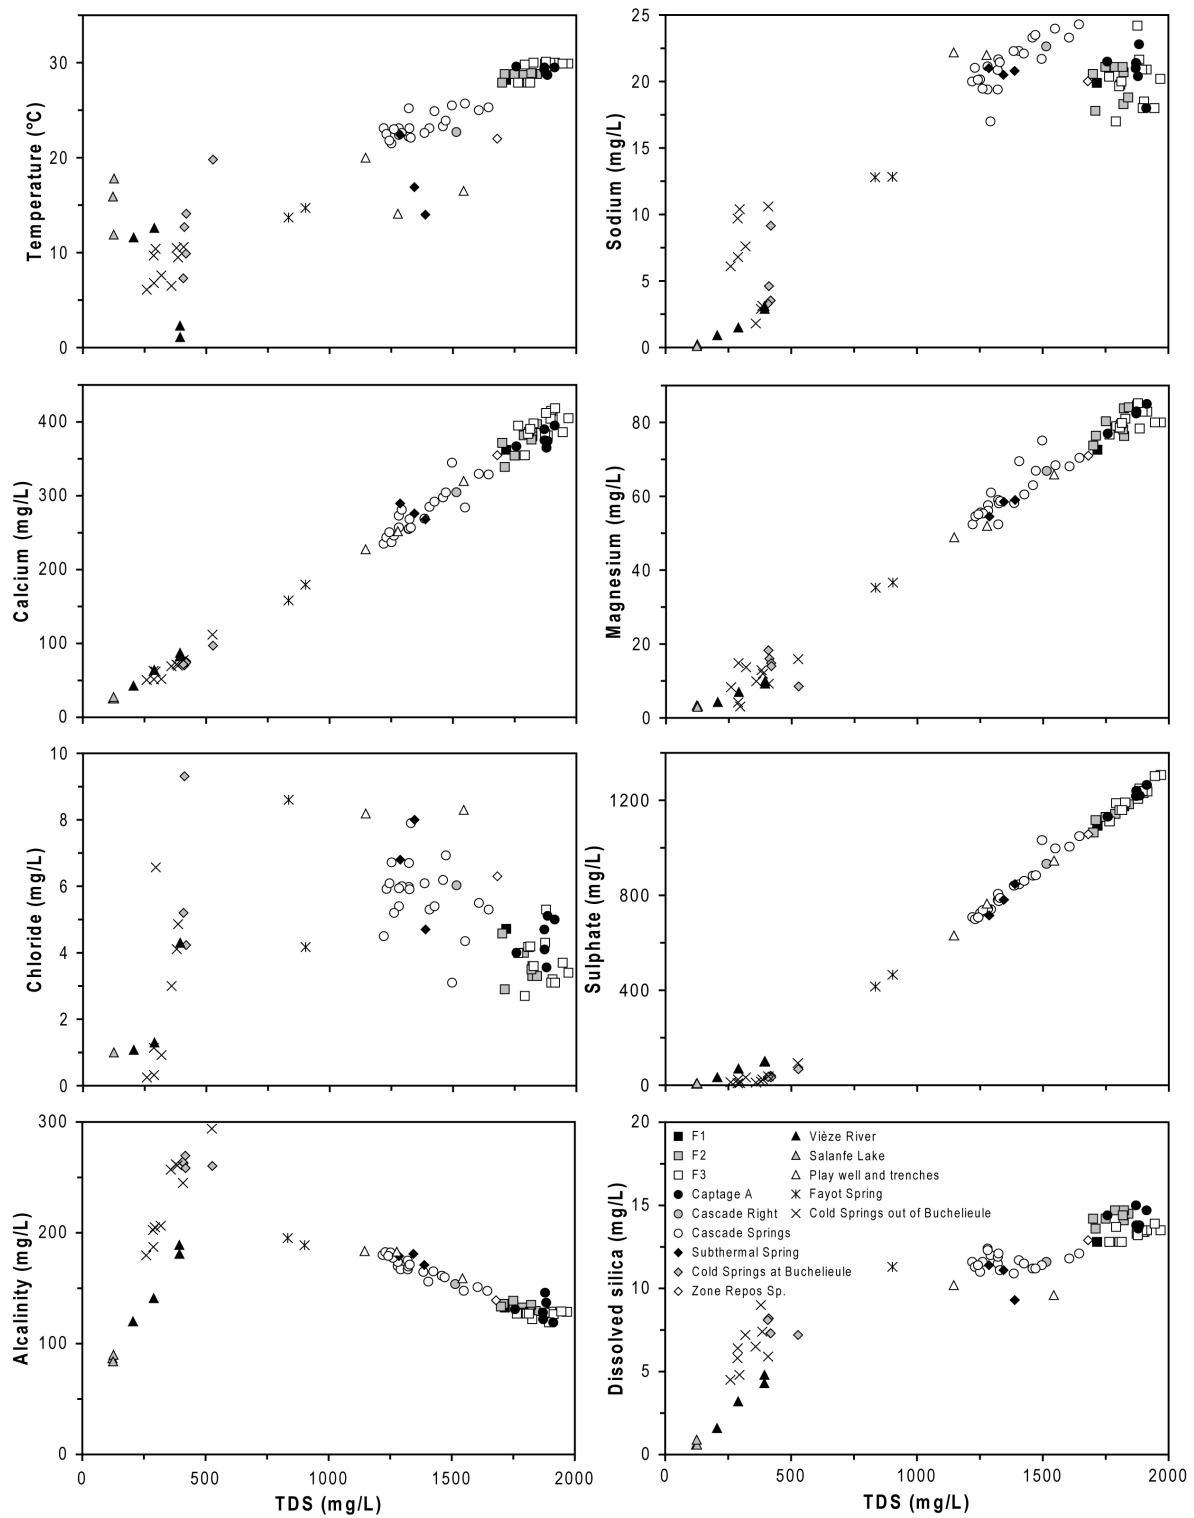 30
20
10
0
Temperature (°C)
25
20
15
10
5
0
Sodium (mg/L)
400
300
200
100
0
Calcium (mg/L)
80
60
40
20
0
Magnesium (mg/L)
10
8
6
4
2
0
Chloride (mg/L)
1200
800
400
0
Sulphate (mg/L)
300
200
100
0
Alcalinity (mg/L)
0
500
1000
1500
2000
TDS (mg/L)
20
15
10
5
0
Dissolved silica (mg/L)
F1
F2
F3
Captage A
Cascade Right
Cascade Springs
Subthermal Spring
Cold Springs at Buchelieule
Zone Repos Sp.
Vièze River
Salanfe Lake
Play well and trenches
Fayot Spring
Cold Springs out of Buchelieule
0
500
1000
1500
2000
TDS (mg/L)